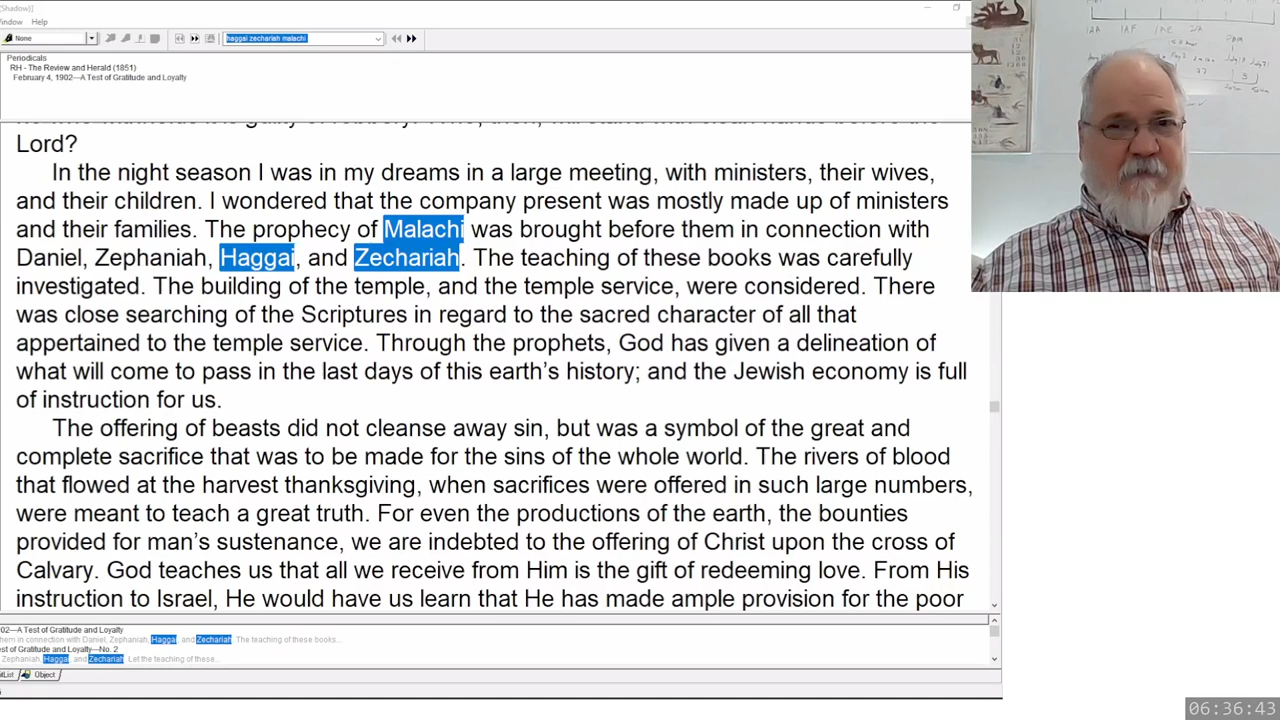 (Shadow)]
indow Help
None
haggai zechariah malachi
Periodicals
RH - The Review and Herald (1851)
February 4, 1902—A Test of Gratitude and Loyalty
Lord?
In the night season I was in my dreams in a large meeting, with ministers, their wives,
and their children. I wondered that the company present was mostly made up of ministers
and their families. The prophecy of Malachi was brought before them in connection with
Daniel, Zephaniah, Haggai, and Zechariah. The teaching of these books was carefully
investigated. The building of the temple, and the temple service, were considered. There
was close searching of the Scriptures in regard to the sacred character of all that
appertained to the temple service. Through the prophets, God has given a delineation of
what will come to pass in the last days of this earth’s history; and the Jewish economy is full
of instruction for us.
The offering of beasts did not cleanse away sin, but was a symbol of the great and
complete sacrifice that was to be made for the sins of the whole world. The rivers of blood
that flowed at the harvest thanksgiving, when sacrifices were offered in such large numbers,
were meant to teach a great truth. For even the productions of the earth, the bounties
provided for man’s sustenance, we are indebted to the offering of Christ upon the cross of
Calvary. God teaches us that all we receive from Him is the gift of redeeming love. From His
instruction to Israel, He would have us learn that He has made ample provision for the poor
02—A Test of Gratitude and Loyalty
hem in connection with Daniel, Zephaniah, Haggai, and Zechariah. The teaching of these books...
est of Gratitude and Loyalty—No. 2
Zephaniah, Haggai, and Zechariah. Let the teaching of these...
itList Object
06:36:43